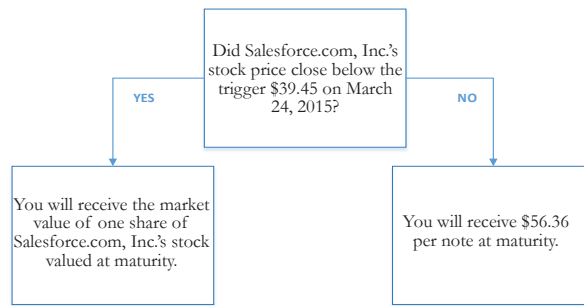 Did Salesforce.com, Inc.'s
stock price close below the
trigger $39.45 on March
24, 2015?
YES
NO
You will receive the market
value of one share of
Salesforce.com, Inc.'s stock
valued at maturity.
You will receive $56.36
per note at maturity.